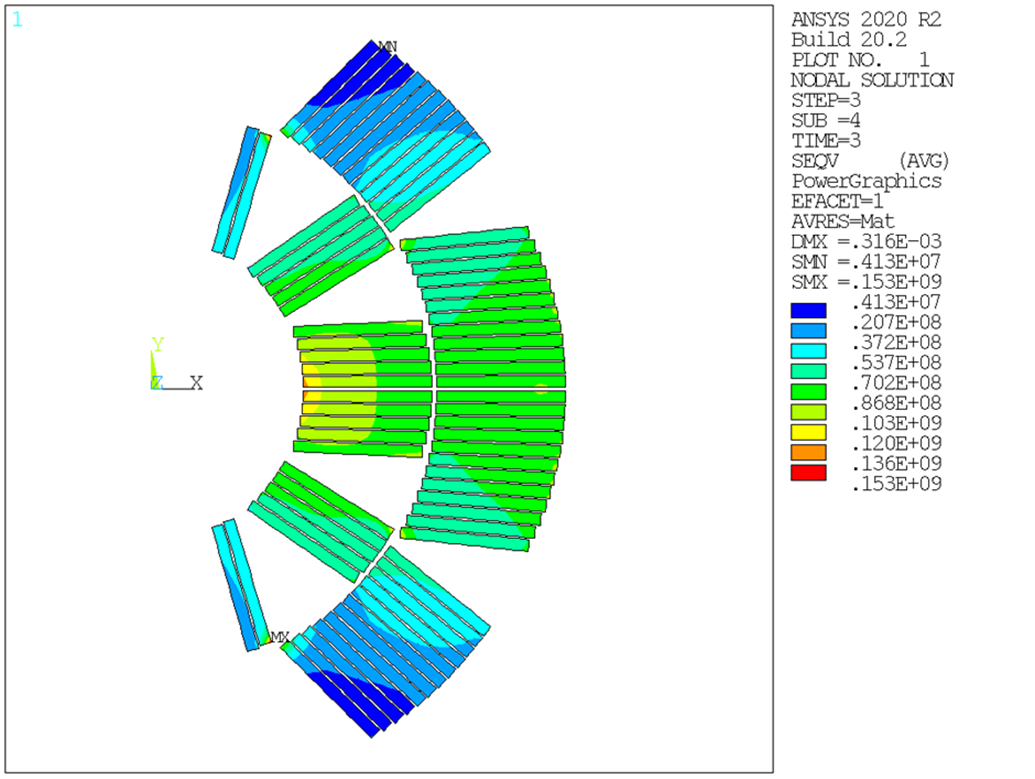 1
MN
Y
Z X
MX
ANSYS 2020 R2
Build 20.2
PLOT NO. 1
NODAL SOLUTION
STEP=3
SUB =4
TIME=3
SEQV (AVG)
PowerGraphics
EFACET=1
AVRES=Mat
DMX =.316E-03
SMN =.413E+07
SMX =.153E+09
.413E+07
.207E+08
.372E+08
.537E+08
.702E+08
.868E+08
.103E+09
.120E+09
.136E+09
.153E+09